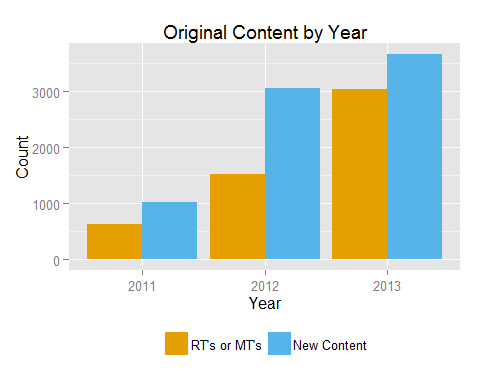 Original Content by Year
Count
3000
2000
1000
0
2011 2012 2013
Year
RT's or MT's New Content